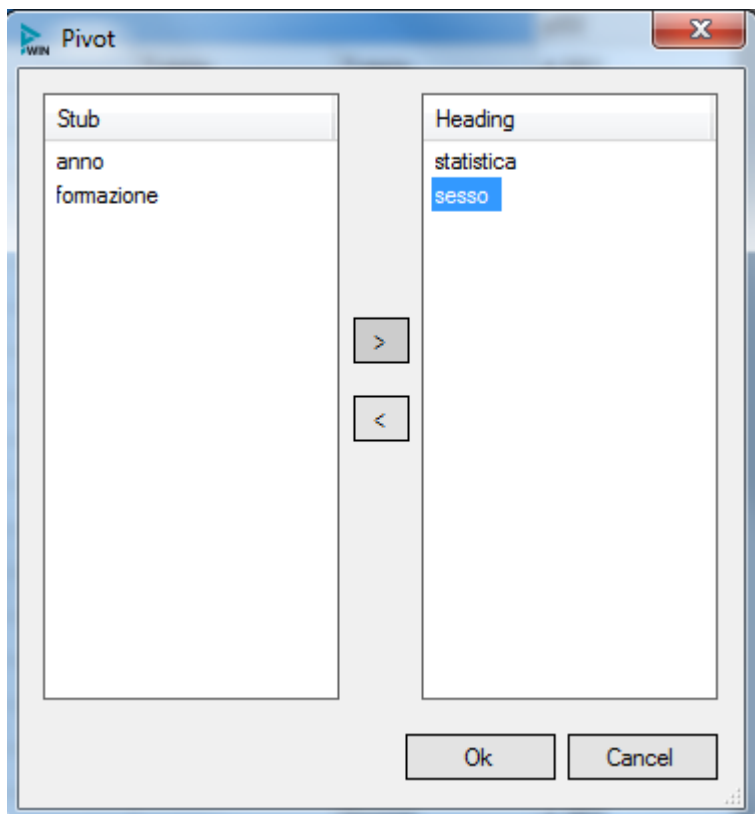 WIN Pivot
Stub
anno
formazione
Heading
statistica
sesso
>
<
Ok
Cancel